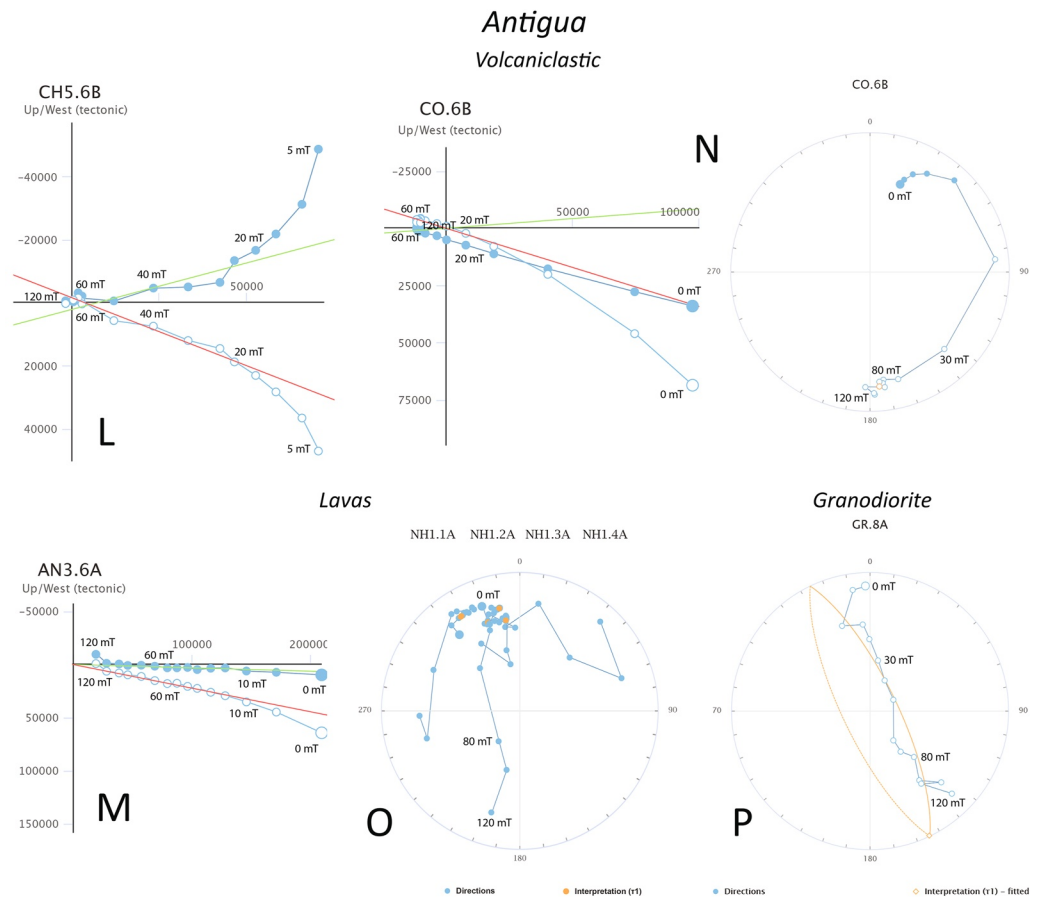 Antigua
Volcaniclastic
CH5.6B
Up/West (tectonic)
−40000
−20000
20000
40000
50000
5 mT
20 mT
40 mT
60 mT
120 mT
60 mT
40 mT
20 mT
5 mT
L
CO.6B
Up/West (tectonic)
−25000
25000
50000
75000
50000
100000
60 mT
120 mT
20 mT
60 mT
20 mT
0 mT
0 mT
N
CO.6B
0
90
180
270
0 mT
30 mT
80 mT
120 mT
Lavas
AN3.6A
Up/West (tectonic)
−50000
50000
100000
150000
1000000
200000
120 mT
60 mT
10 mT
0 mT
120 mT
60 mT
10 mT
0 mT
M
NH1.1A NH1.2A NH1.3A NH1.4A
0
90
180
270
0 mT
80 mT
120 mT
O
Granodiorite
GR.8A
0
90
180
70
0 mT
30 mT
80 mT
120 mT
P
Directions Interpretation (τ1) Directions Interpretation (τ1) – fitted